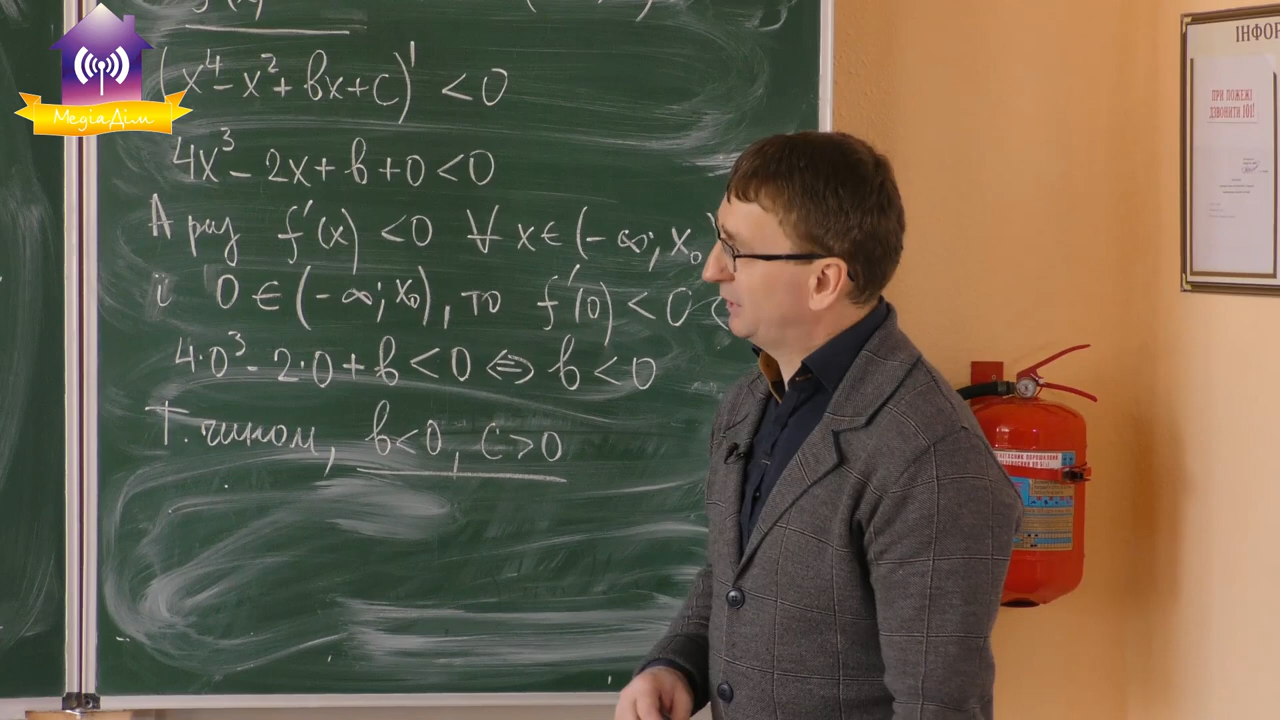 МедіаДім
(x⁴ - x² + bx + c)' < 0
4x³ - 2x + b + 0 < 0
А раз f'(x) < 0 ∀ x ∈ (-∞; x₀)
і 0 ∈ (-∞; x₀), то f'(0) < 0
4·0³ - 2·0 + b < 0 ⇔ b < 0
Т. чином, b<0, c>0
ІНФОР
ПРИ ПОЖЕЖІ
ДЗВОНИТИ 101!